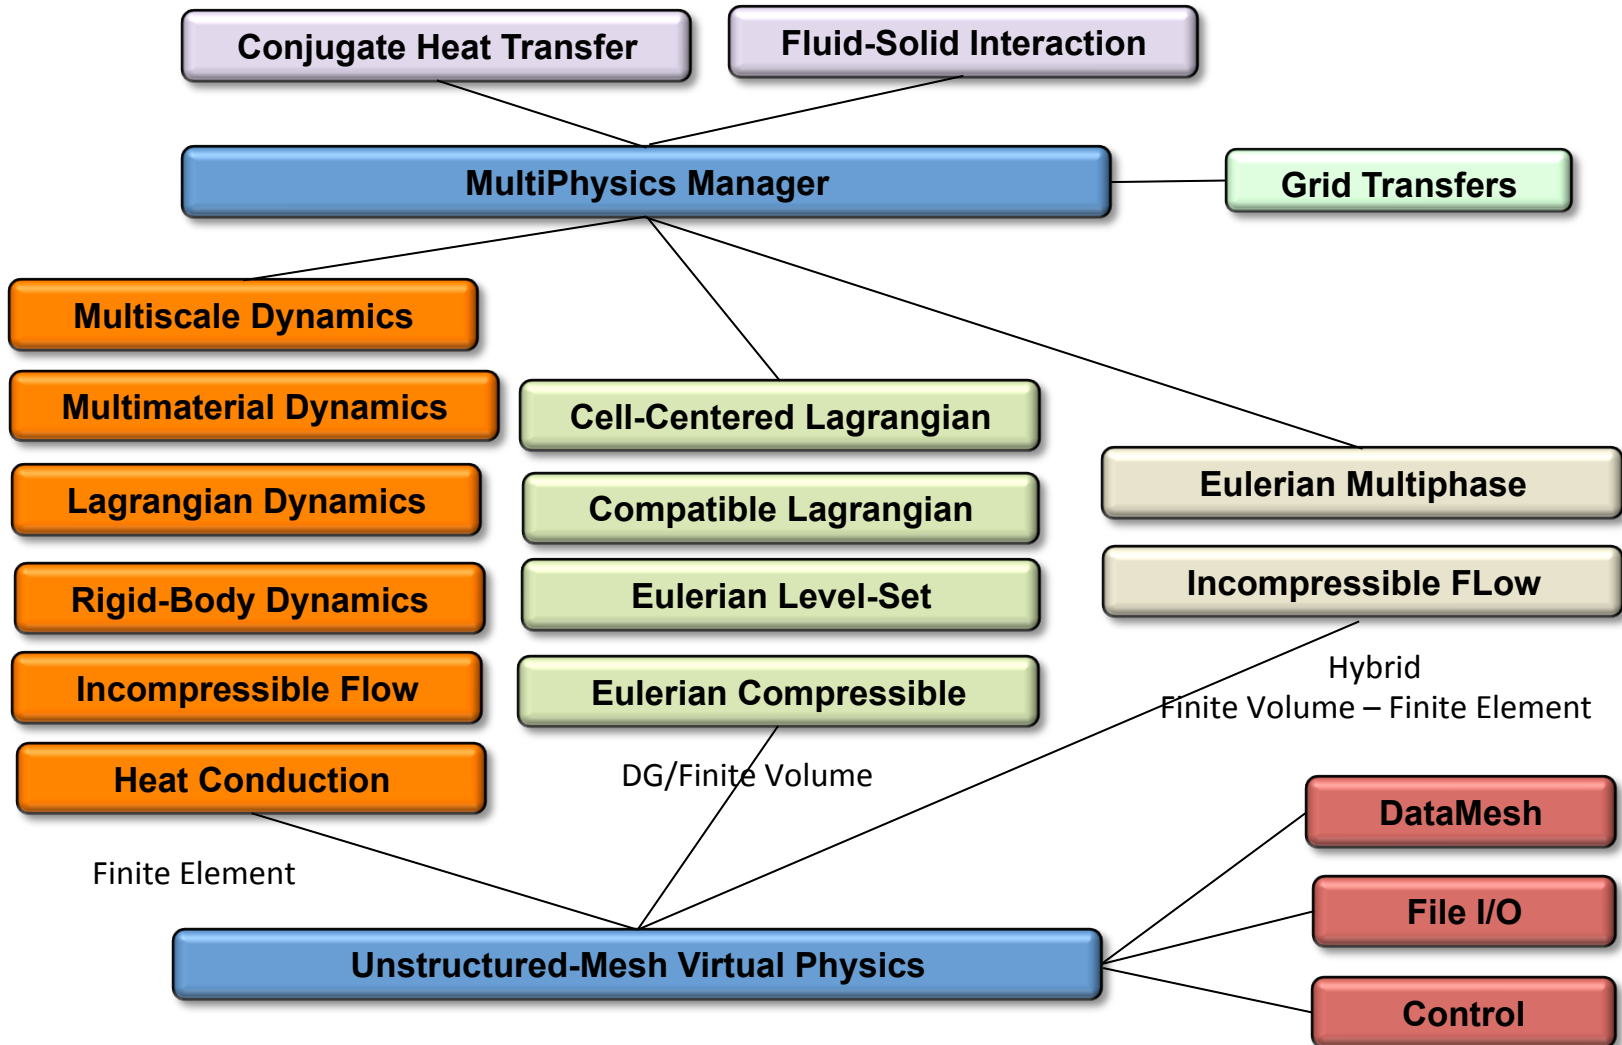 Conjugate Heat Transfer
Fluid-Solid Interaction
MultiPhysics Manager
Grid Transfers
Multiscale Dynamics
Multimaterial Dynamics
Lagrangian Dynamics
Rigid-Body Dynamics
Incompressible Flow
Heat Conduction
Finite Element
Cell-Centered Lagrangian
Compatible Lagrangian
Eulerian Level-Set
Eulerian Compressible
DG/Finite Volume
Eulerian Multiphase
Incompressible FLow
Hybrid
Finite Volume – Finite Element
Unstructured-Mesh Virtual Physics
DataMesh
File I/O
Control